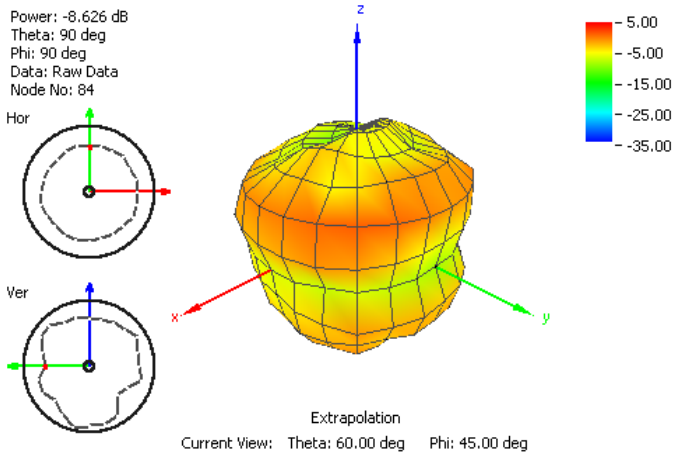 Power: -8.626 dB
Theta: 90 deg
Phi: 90 deg
Data: Raw Data
Node No: 84
Hor
Ver
z
x
y
5.00
-5.00
-15.00
-25.00
-35.00
Extrapolation
Current View: Theta: 60.00 deg Phi: 45.00 deg